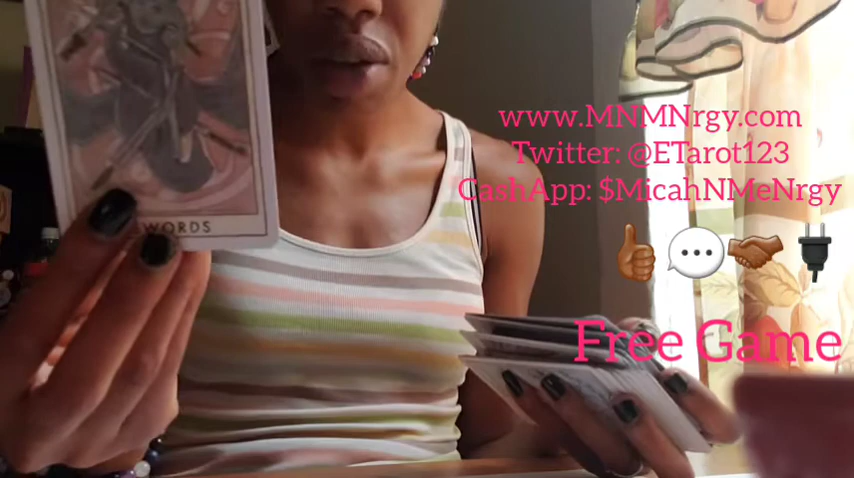 www.MNMNrgy.com
Twitter: @ETarot123
CashApp: $MicahNMeNrgy
SWORDS
Free Game